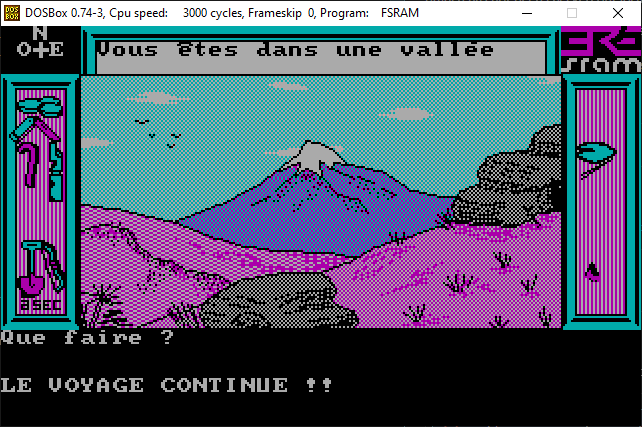 DOSBox 0.74-3, Cpu speed: 3000 cycles, Frameskip 0, Program: FSRAM
N
O E
Vous êtes dans une vallée
ERE
sram
Que faire ?
LE VOYAGE CONTINUE !!